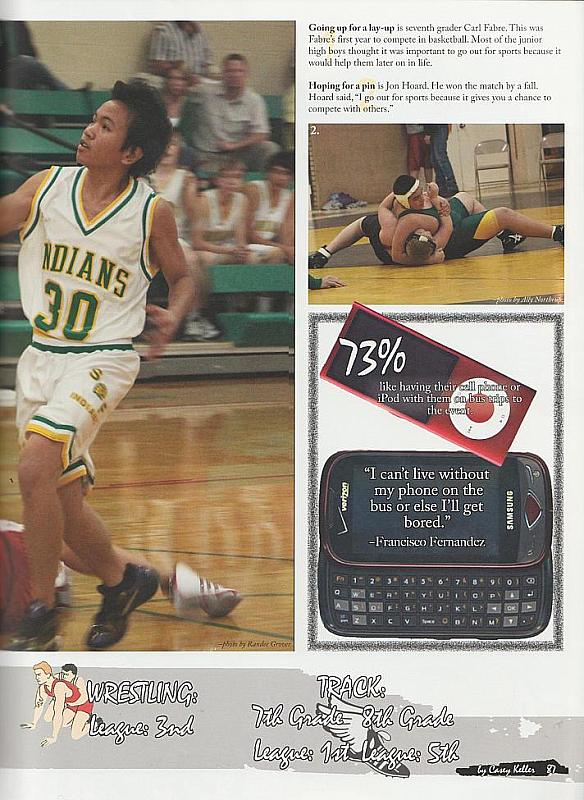 Going up for a lay-up is seventh grader Carl Fabre. This was
Fabre's first year to compete in basketball. Most of the junior
high boys thought it was important to go out for sports because it
would help them later on in life.
Hoping for a pin is Jon Hoard. He won the match by a fall.
Hoard said, "I go out for sports because it gives you a chance to
compete with others."
2.
INDIANS
30
INDIANS
-photo by Ally Northrup
73%
like having their cell phone or
iPod with them on bus trips to
the event.
MENU
verizon
SAMSUNG
"I can't live without
my phone on the
bus or else I'll get
bored."
-Francisco Fernandez
-photo by Randee Grover
WRESTLING:
League: 3nd
TRACK:
7th Grade- 8th Grade
League: 1st League: 5th
by Casey Keller 87